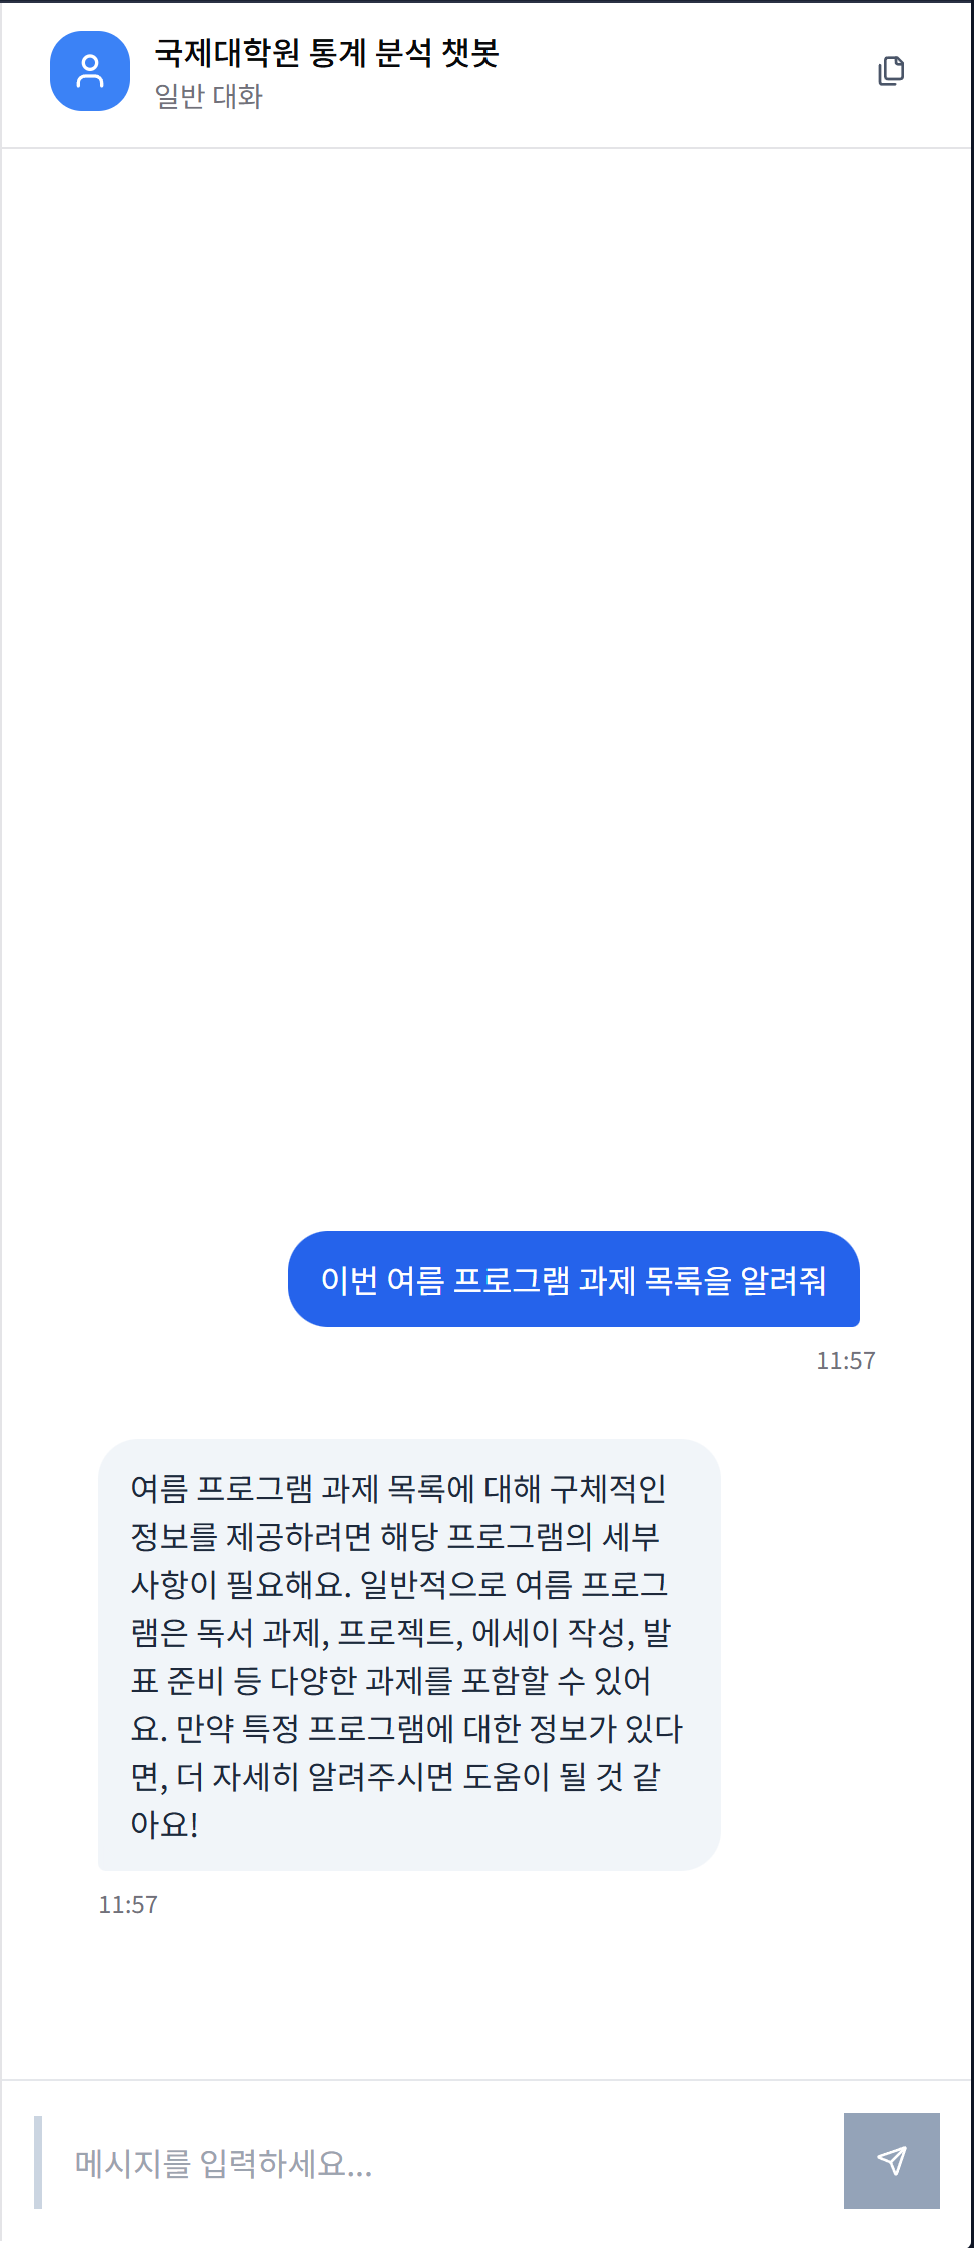 국제대학원 통계 분석 챗봇
일반 대화
이번 여름 프로그램 과제 목록을 알려줘
11:57
여름 프로그램 과제 목록에 대해 구체적인
정보를 제공하려면 해당 프로그램의 세부
사항이 필요해요. 일반적으로 여름 프로그
램은 독서 과제, 프로젝트, 에세이 작성, 발
표 준비 등 다양한 과제를 포함할 수 있어
요. 만약 특정 프로그램에 대한 정보가 있다
면, 더 자세히 알려주시면 도움이 될 것 같
아요!
11:57
메시지를 입력하세요...